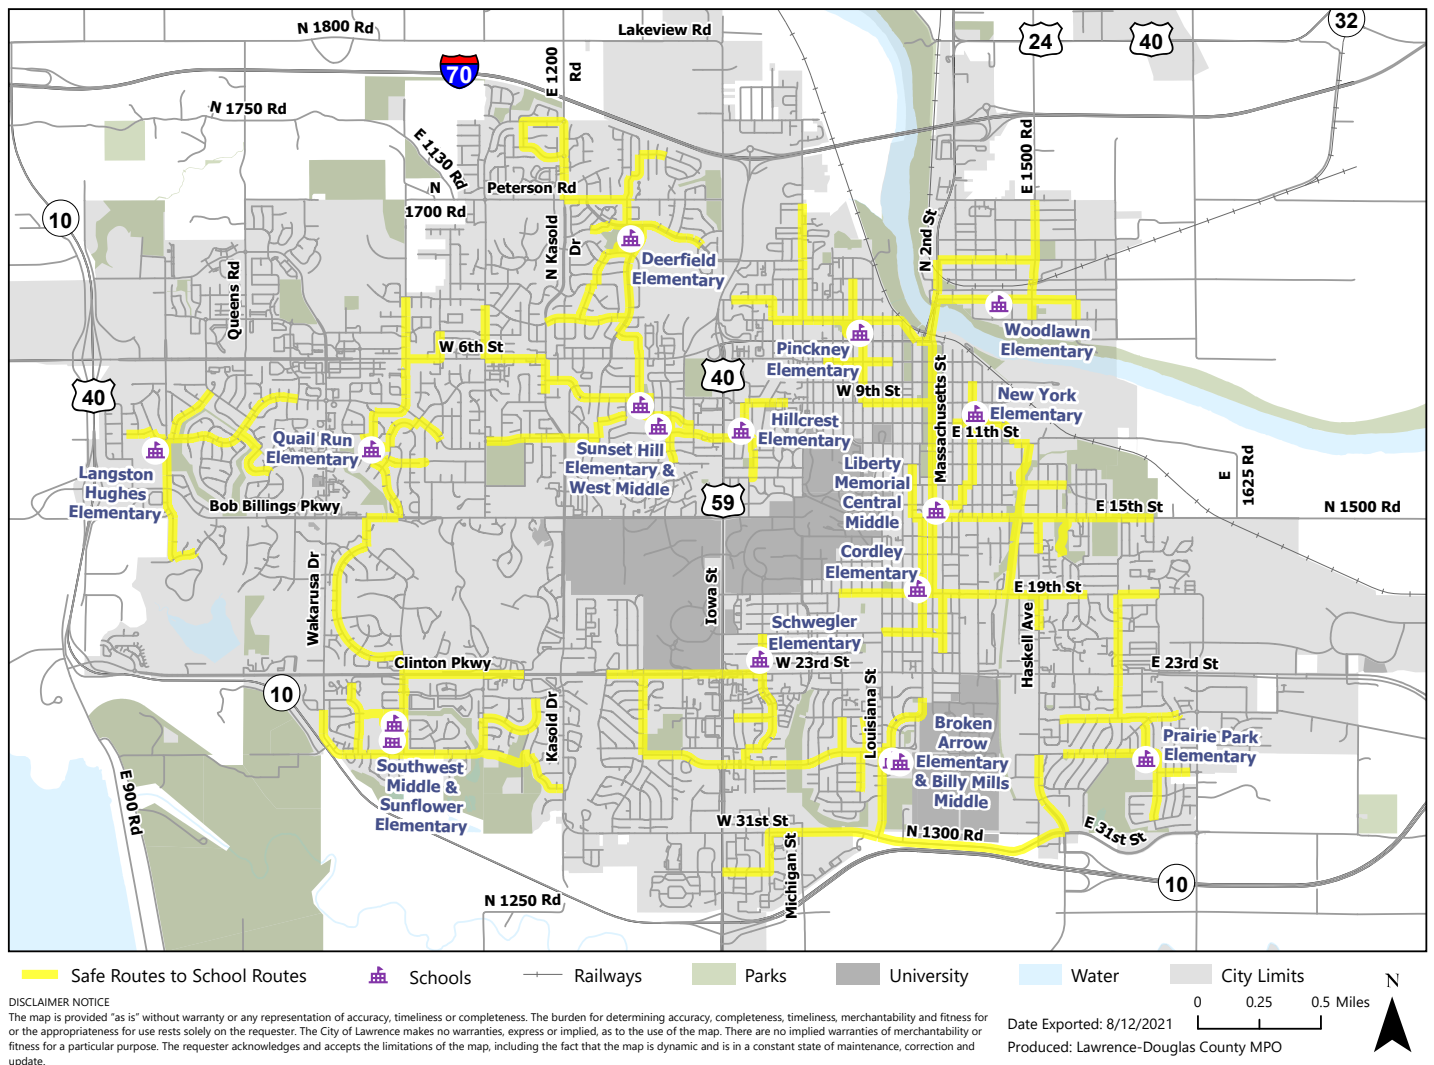 N 1800 Rd
Lakeview Rd
32
24
40
70
E 1200
Rd
N 1750 Rd
E 1130 Rd
E 1500 Rd
N
1700 Rd
Peterson Rd
10
N 2nd St
N Kasold
Dr
Deerfield
Elementary
Queens Rd
Woodlawn
Elementary
W 6th St
Pinckney
Elementary
40
40
W 9th St
Massachusetts St
New York
Elementary
E 11th St
Hillcrest
Elementary
Quail Run
Elementary
Sunset Hill
Elementary &
West Middle
Langston
Hughes
Elementary
Liberty
Memorial
Central
Middle
E
1625 Rd
Bob Billings Pkwy
59
E 15th St
N 1500 Rd
Cordley
Elementary
Wakarusa Dr
Iowa St
E 19th St
Haskell Ave
Schwegler
Elementary
Clinton Pkwy
W 23rd St
E 23rd St
10
Kasold Dr
Louisiana St
Broken
Arrow
Elementary
& Billy Mills
Middle
Prairie Park
Elementary
Southwest
Middle &
Sunflower
Elementary
E 900 Rd
W 31st St
N 1300 Rd
E 31st St
Michigan St
10
N 1250 Rd
Safe Routes to School Routes
Schools
Railways
Parks
University
Water
City Limits
N
DISCLAIMER NOTICE
The map is provided "as is" without warranty or any representation of accuracy, timeliness or completeness. The burden for determining accuracy, completeness, timeliness, merchantability and fitness for
or the appropriateness for use rests solely on the requester. The City of Lawrence makes no warranties, express or implied, as to the use of the map. There are no implied warranties of merchantability or
fitness for a particular purpose. The requester acknowledges and accepts the limitations of the map, including the fact that the map is dynamic and is in a constant state of maintenance, correction and
update.
0 0.25 0.5 Miles
Date Exported: 8/12/2021
Produced: Lawrence-Douglas County MPO